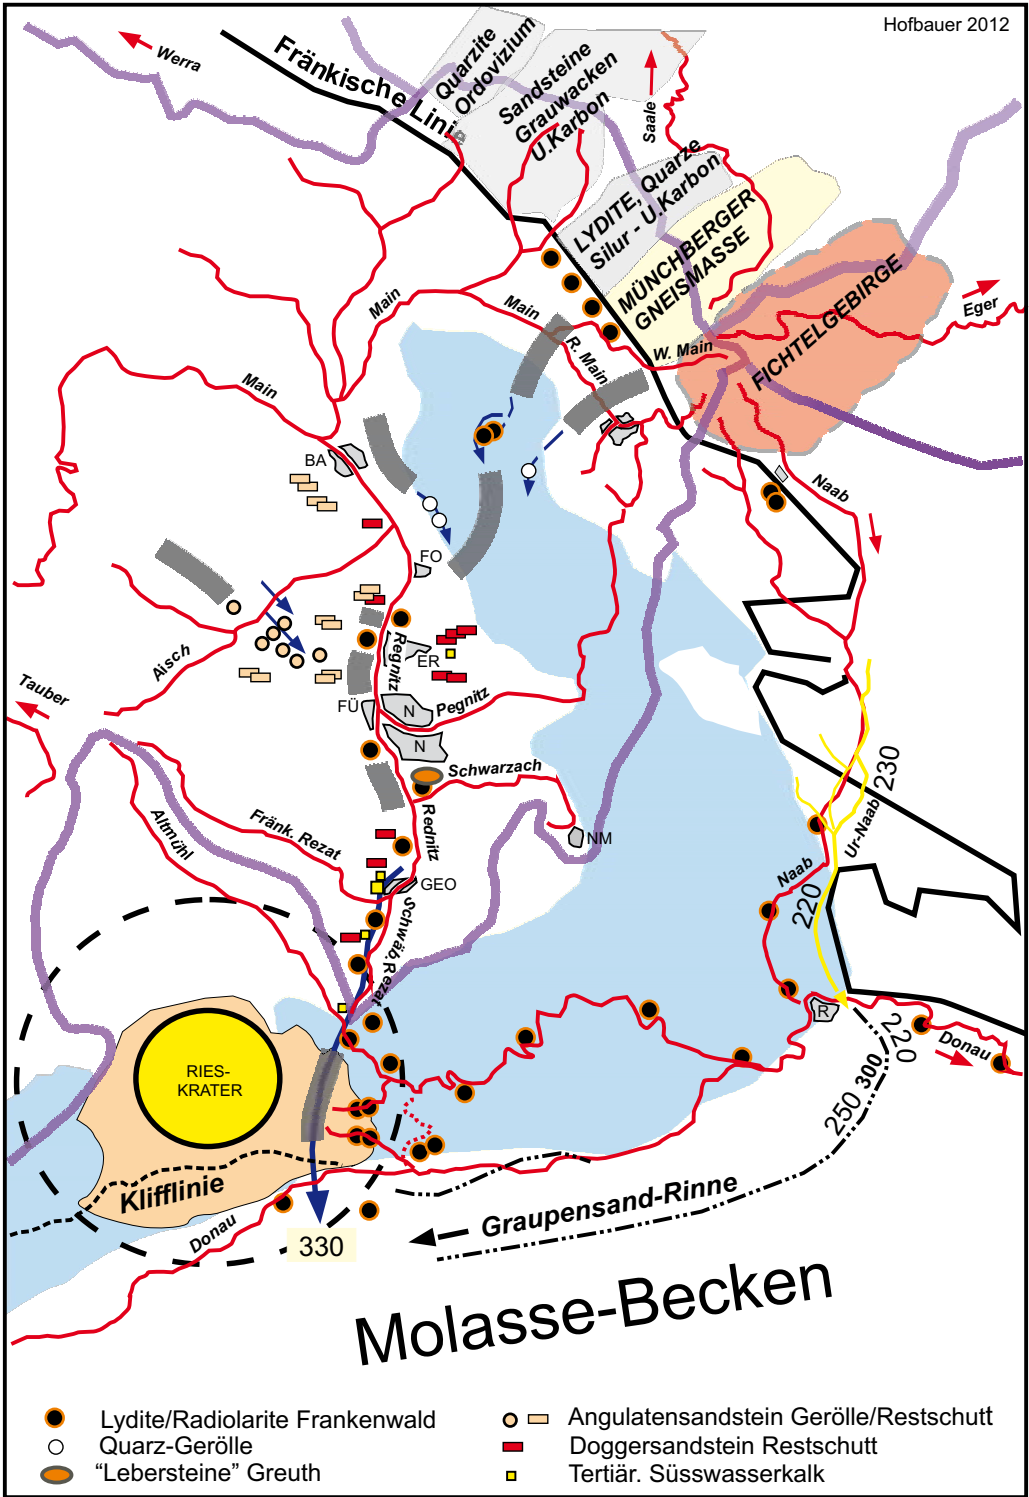 Hofbauer 2012
Werra
Fränkische Linie
Quarzite
Ordovizium
Sandsteine
Grauwacken
U.Karbon
Saale
LYDITE, Quarze
Silur - U.Karbon
MÜNCHBERGER
GNEISMASSE
FICHTELGEBIRGE
Eger
Main
Main
R. Main
W. Main
Main
BA
Naab
FO
Aisch
Regnitz
ER
Tauber
FÜ
N
Pegnitz
N
Schwarzach
230
Ur-Naab
Altmühl
Fränk. Rezat
Rednitz
NM
Naab
220
GEO
Schwäb. Rezat
R
220
Donau
RIES-
KRATER
250 300
Klifflinie
Graupensand-Rinne
Donau
330
Molasse-Becken
Lydite/Radiolarite Frankenwald
Angulatensandstein Gerölle/Restschutt
Quarz-Gerölle
Doggersandstein Restschutt
"Lebersteine" Greuth
Tertiär. Süsswasserkalk